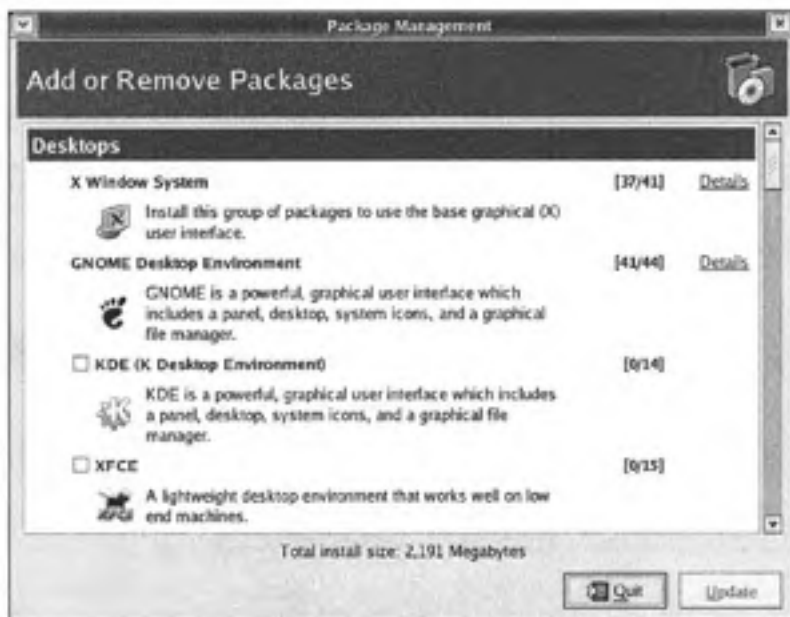 Package Management
Add or Remove Packages
Desktops
X Window System [37/41] Details
Install this group of packages to use the base graphical (X)
user interface.
GNOME Desktop Environment [41/44] Details
GNOME is a powerful, graphical user interface which
includes a panel, desktop, system icons, and a graphical
file manager.
KDE (K Desktop Environment) [0/14]
KDE is a powerful, graphical user interface which includes
a panel, desktop, system icons, and a graphical file
manager.
XFCE [0/15]
A lightweight desktop environment that works well on low
end machines.
Total install size: 2,191 Megabytes
Quit Update